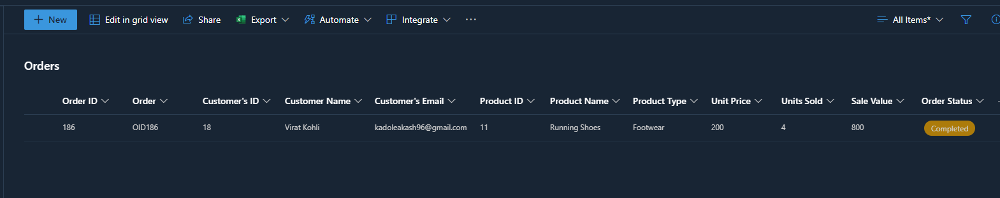 New Edit in grid view Share Export Automate Integrate ... All Items*
Orders
Order ID Order Customer's ID Customer Name Customer's Email Product ID Product Name Product Type Unit Price Units Sold Sale Value Order Status
186 OID186 18 Virat Kohli kadoleakash96@gmail.com 11 Running Shoes Footwear 200 4 800 Completed